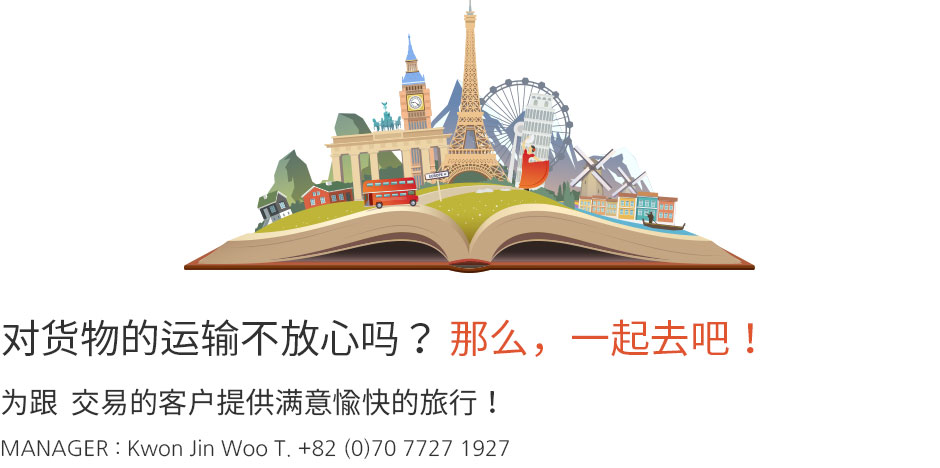 对货物的运输不放心吗？ 那么，一起去吧！
为跟 交易的客户提供满意愉快的旅行！
MANAGER : Kwon Jin Woo T. +82 (0)70 7727 1927